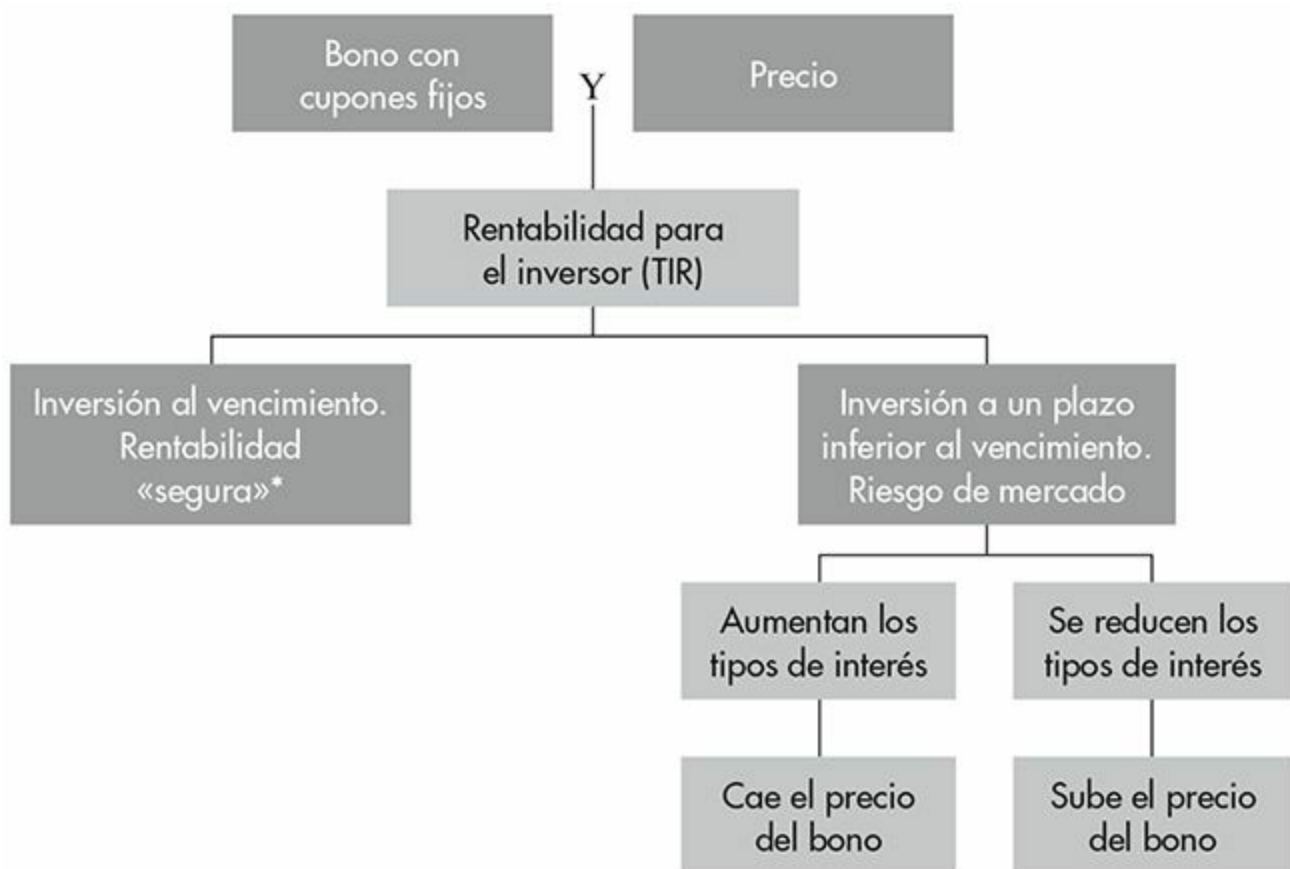 Bono con
cupones fijos
Y
Precio
Rentabilidad para
el inversor (TIR)
Inversión al vencimiento.
Rentabilidad
«segura»*
Inversión a un plazo
inferior al vencimiento.
Riesgo de mercado
Aumentan los
tipos de interés
Se reducen los
tipos de interés
Cae el precio
del bono
Sube el precio
del bono